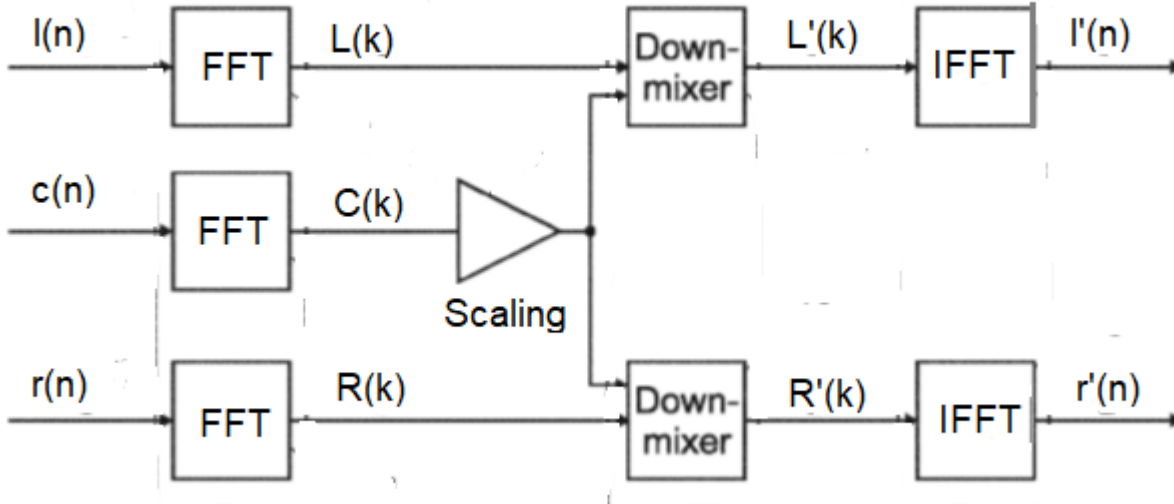 l(n) FFT L(k) Down-mixer L'(k) IFFT l'(n)
c(n) FFT C(k) Scaling
r(n) FFT R(k) Down-mixer R'(k) IFFT r'(n)